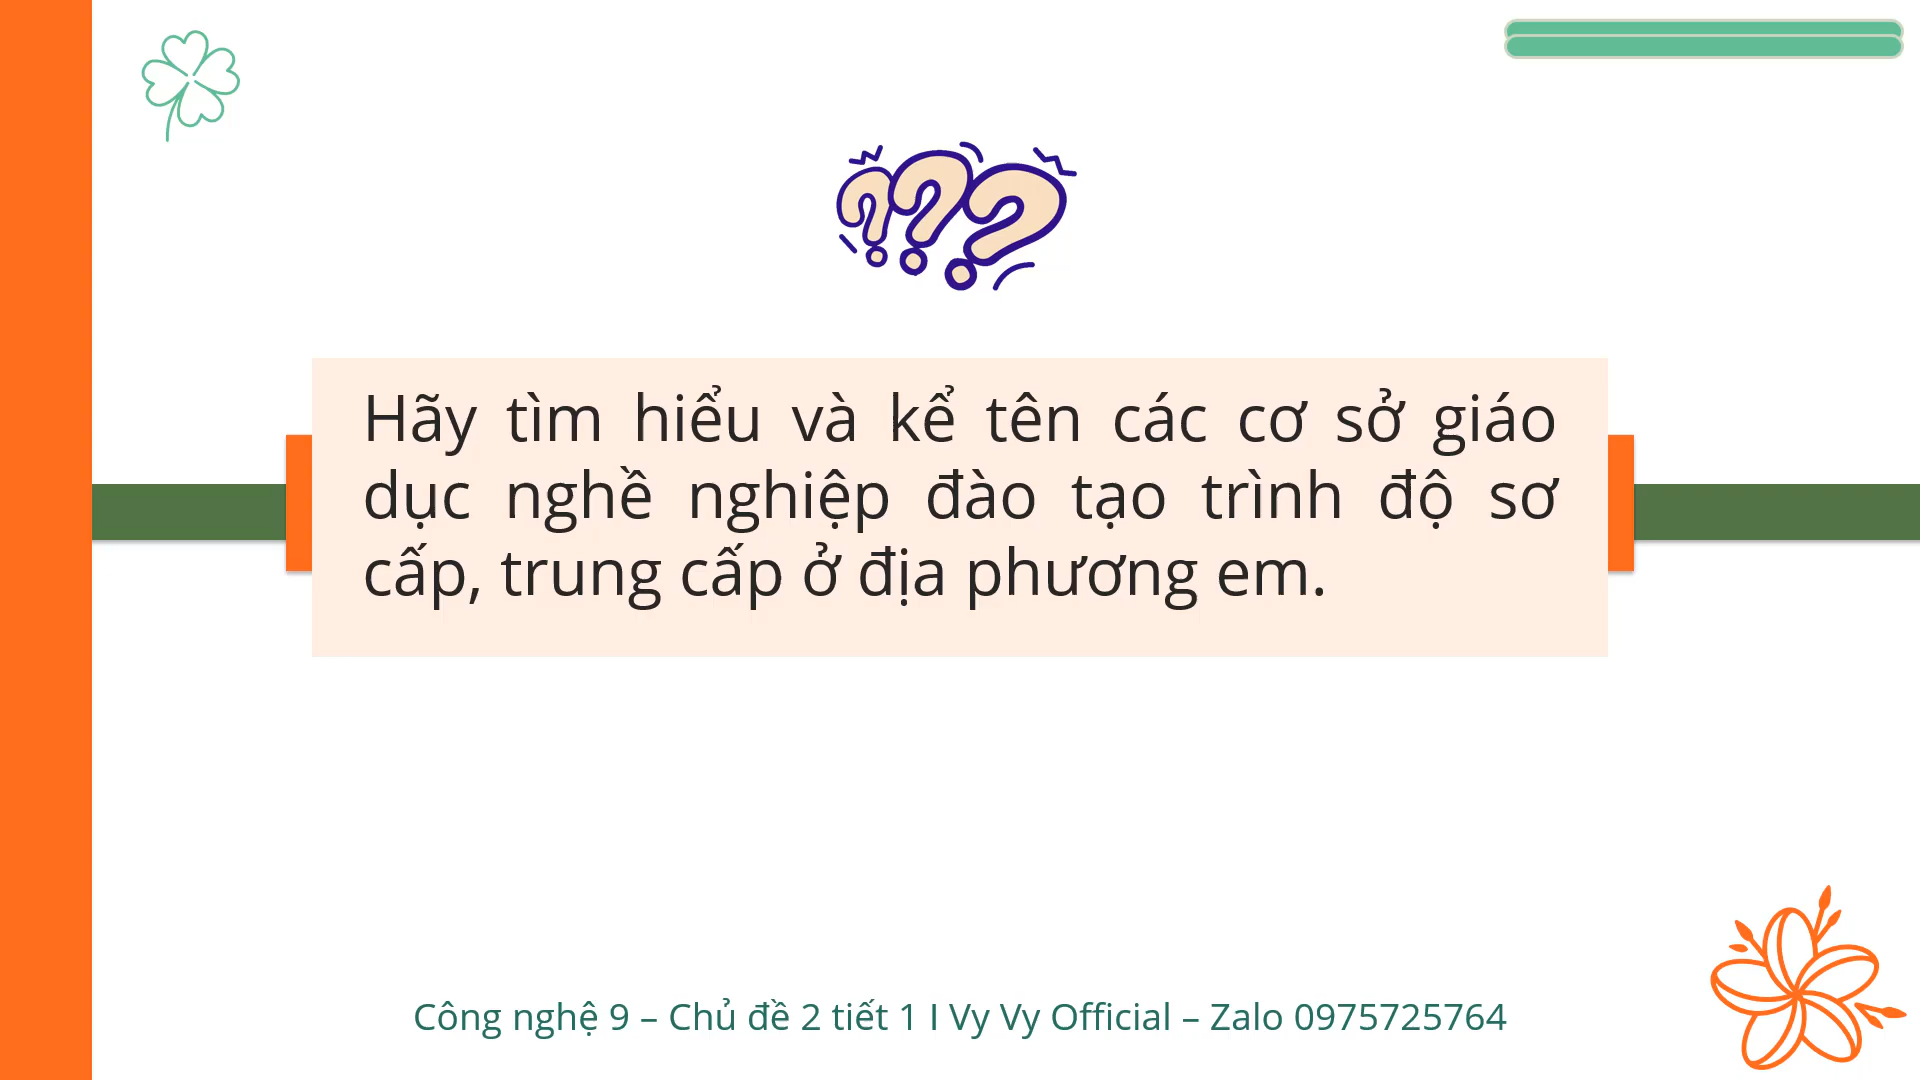 Hãy tìm hiểu và kể tên các cơ sở giáo
dục nghề nghiệp đào tạo trình độ sơ
cấp, trung cấp ở địa phương em.
Công nghệ 9 – Chủ đề 2 tiết 1 I Vy Vy Official – Zalo 0975725764